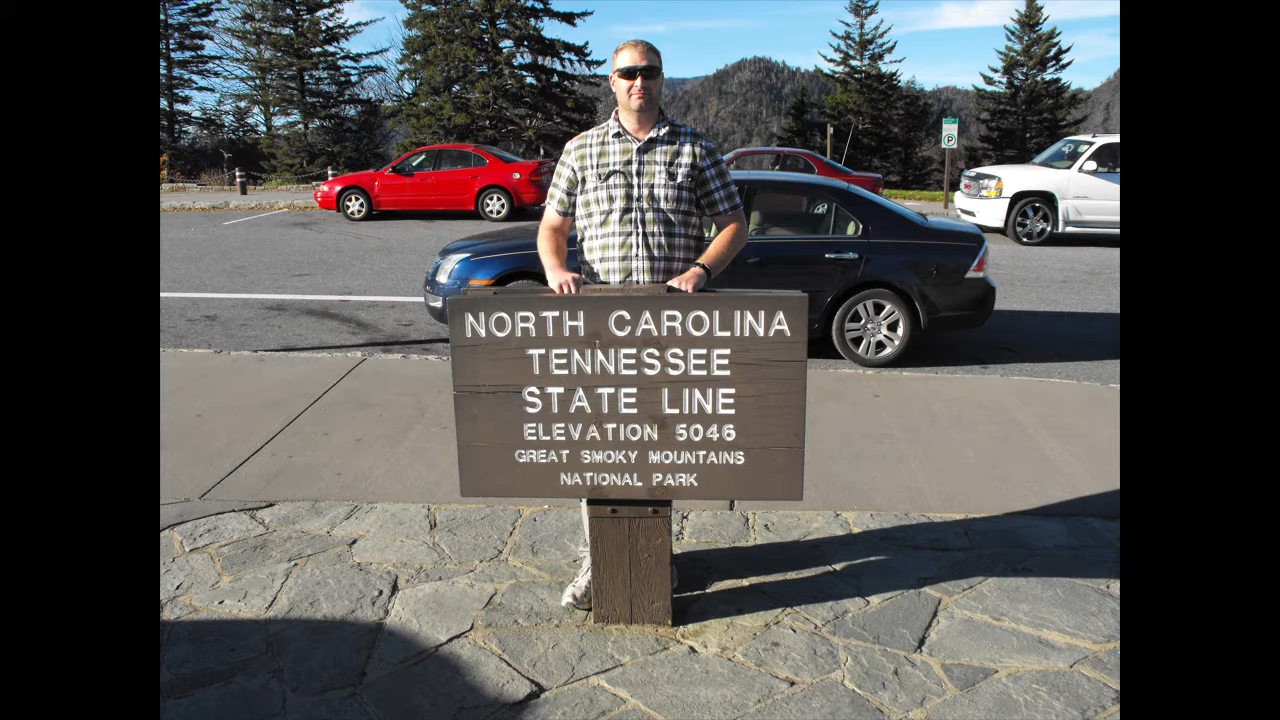 NORTH CAROLINA
TENNESSEE
STATE LINE
ELEVATION 5046
GREAT SMOKY MOUNTAINS
NATIONAL PARK
P